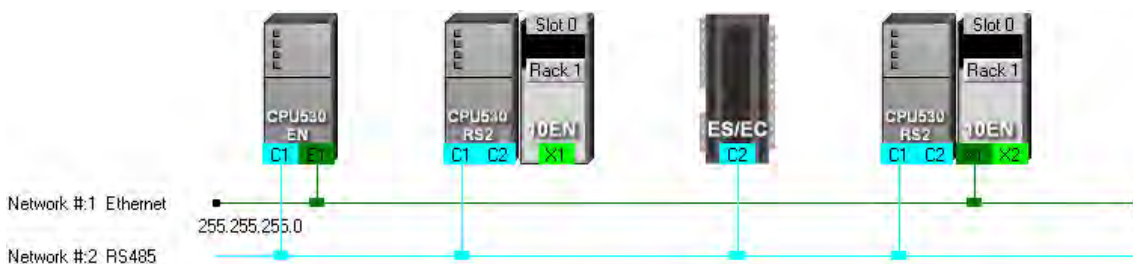 Slot 0
Slot 0
Rack 1
Rack 1
CPU530
EN
CPU530
RS2
10EN
ES/EC
CPU530
RS2
10EN
C1 E1
C1 C2
X1
C2
C1 C2
X1 X2
Network #:1 Ethernet
255.255.255.0
Network #:2 RS485